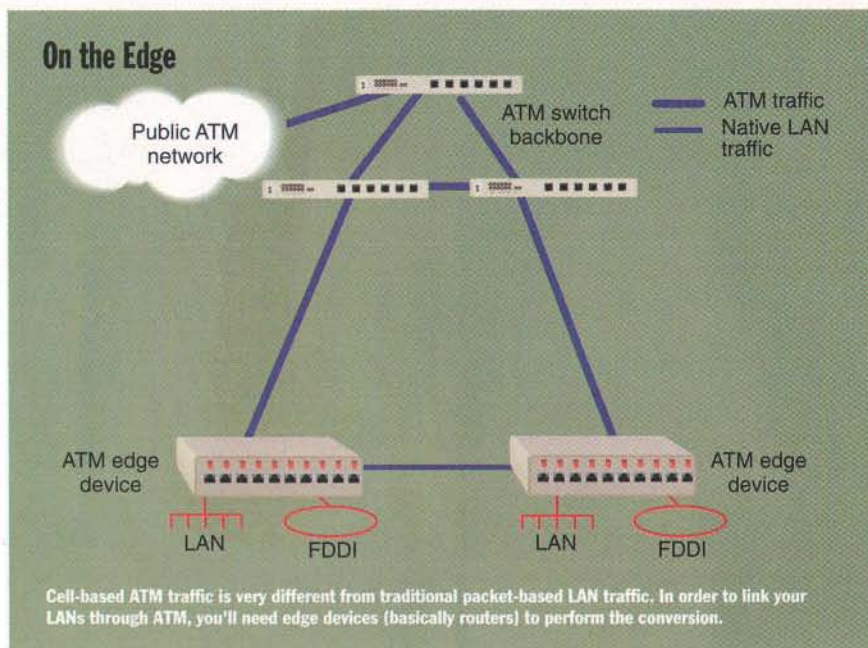 On the Edge
Public ATM
network
ATM switch
backbone
ATM traffic
Native LAN
traffic
ATM edge
device
ATM edge
device
LAN
FDDI
LAN
FDDI
Cell-based ATM traffic is very different from traditional packet-based LAN traffic. In order to link your
LANs through ATM, you'll need edge devices (basically routers) to perform the conversion.